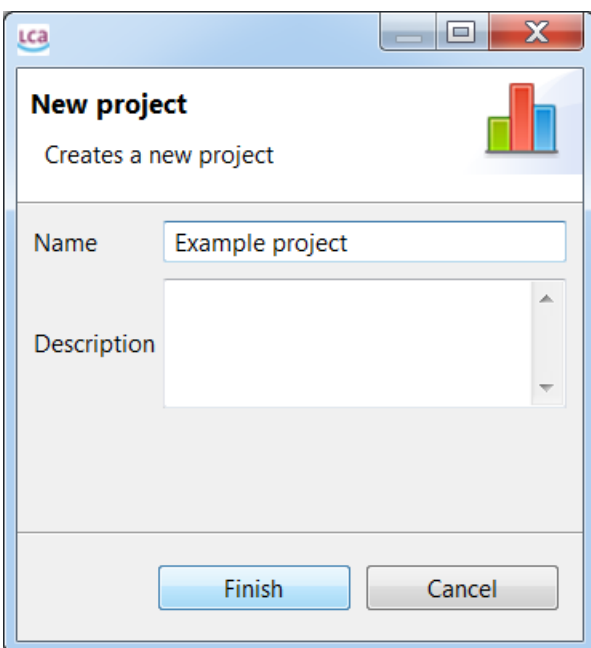 LCA
New project
Creates a new project
Name Example project
Description
Finish Cancel